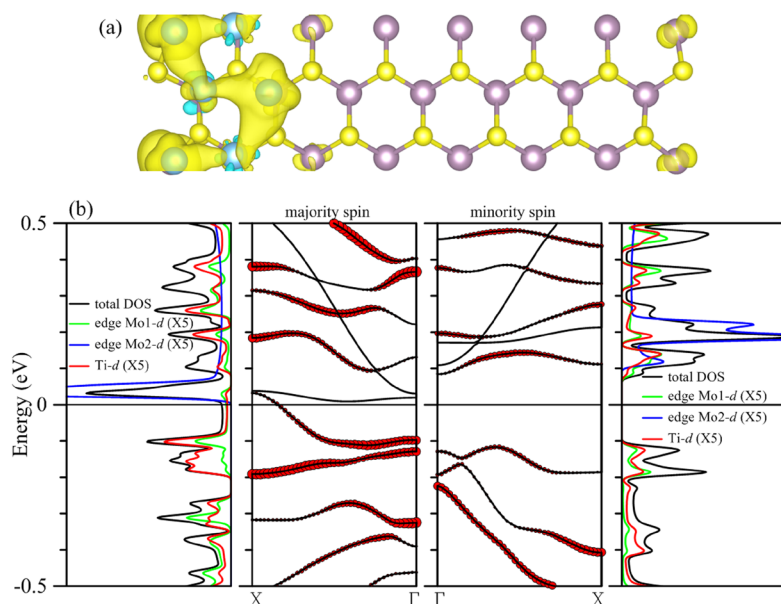 (a)
(b)
majority spin
minority spin
0.5
0
-0.5
Energy (eV)
total DOS
edge Mo1-d (X5)
edge Mo2-d (X5)
Ti-d (X5)
total DOS
edge Mo1-d (X5)
edge Mo2-d (X5)
Ti-d (X5)
X
Γ
Γ
X